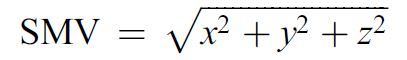 SMV = √x² + y² + z²